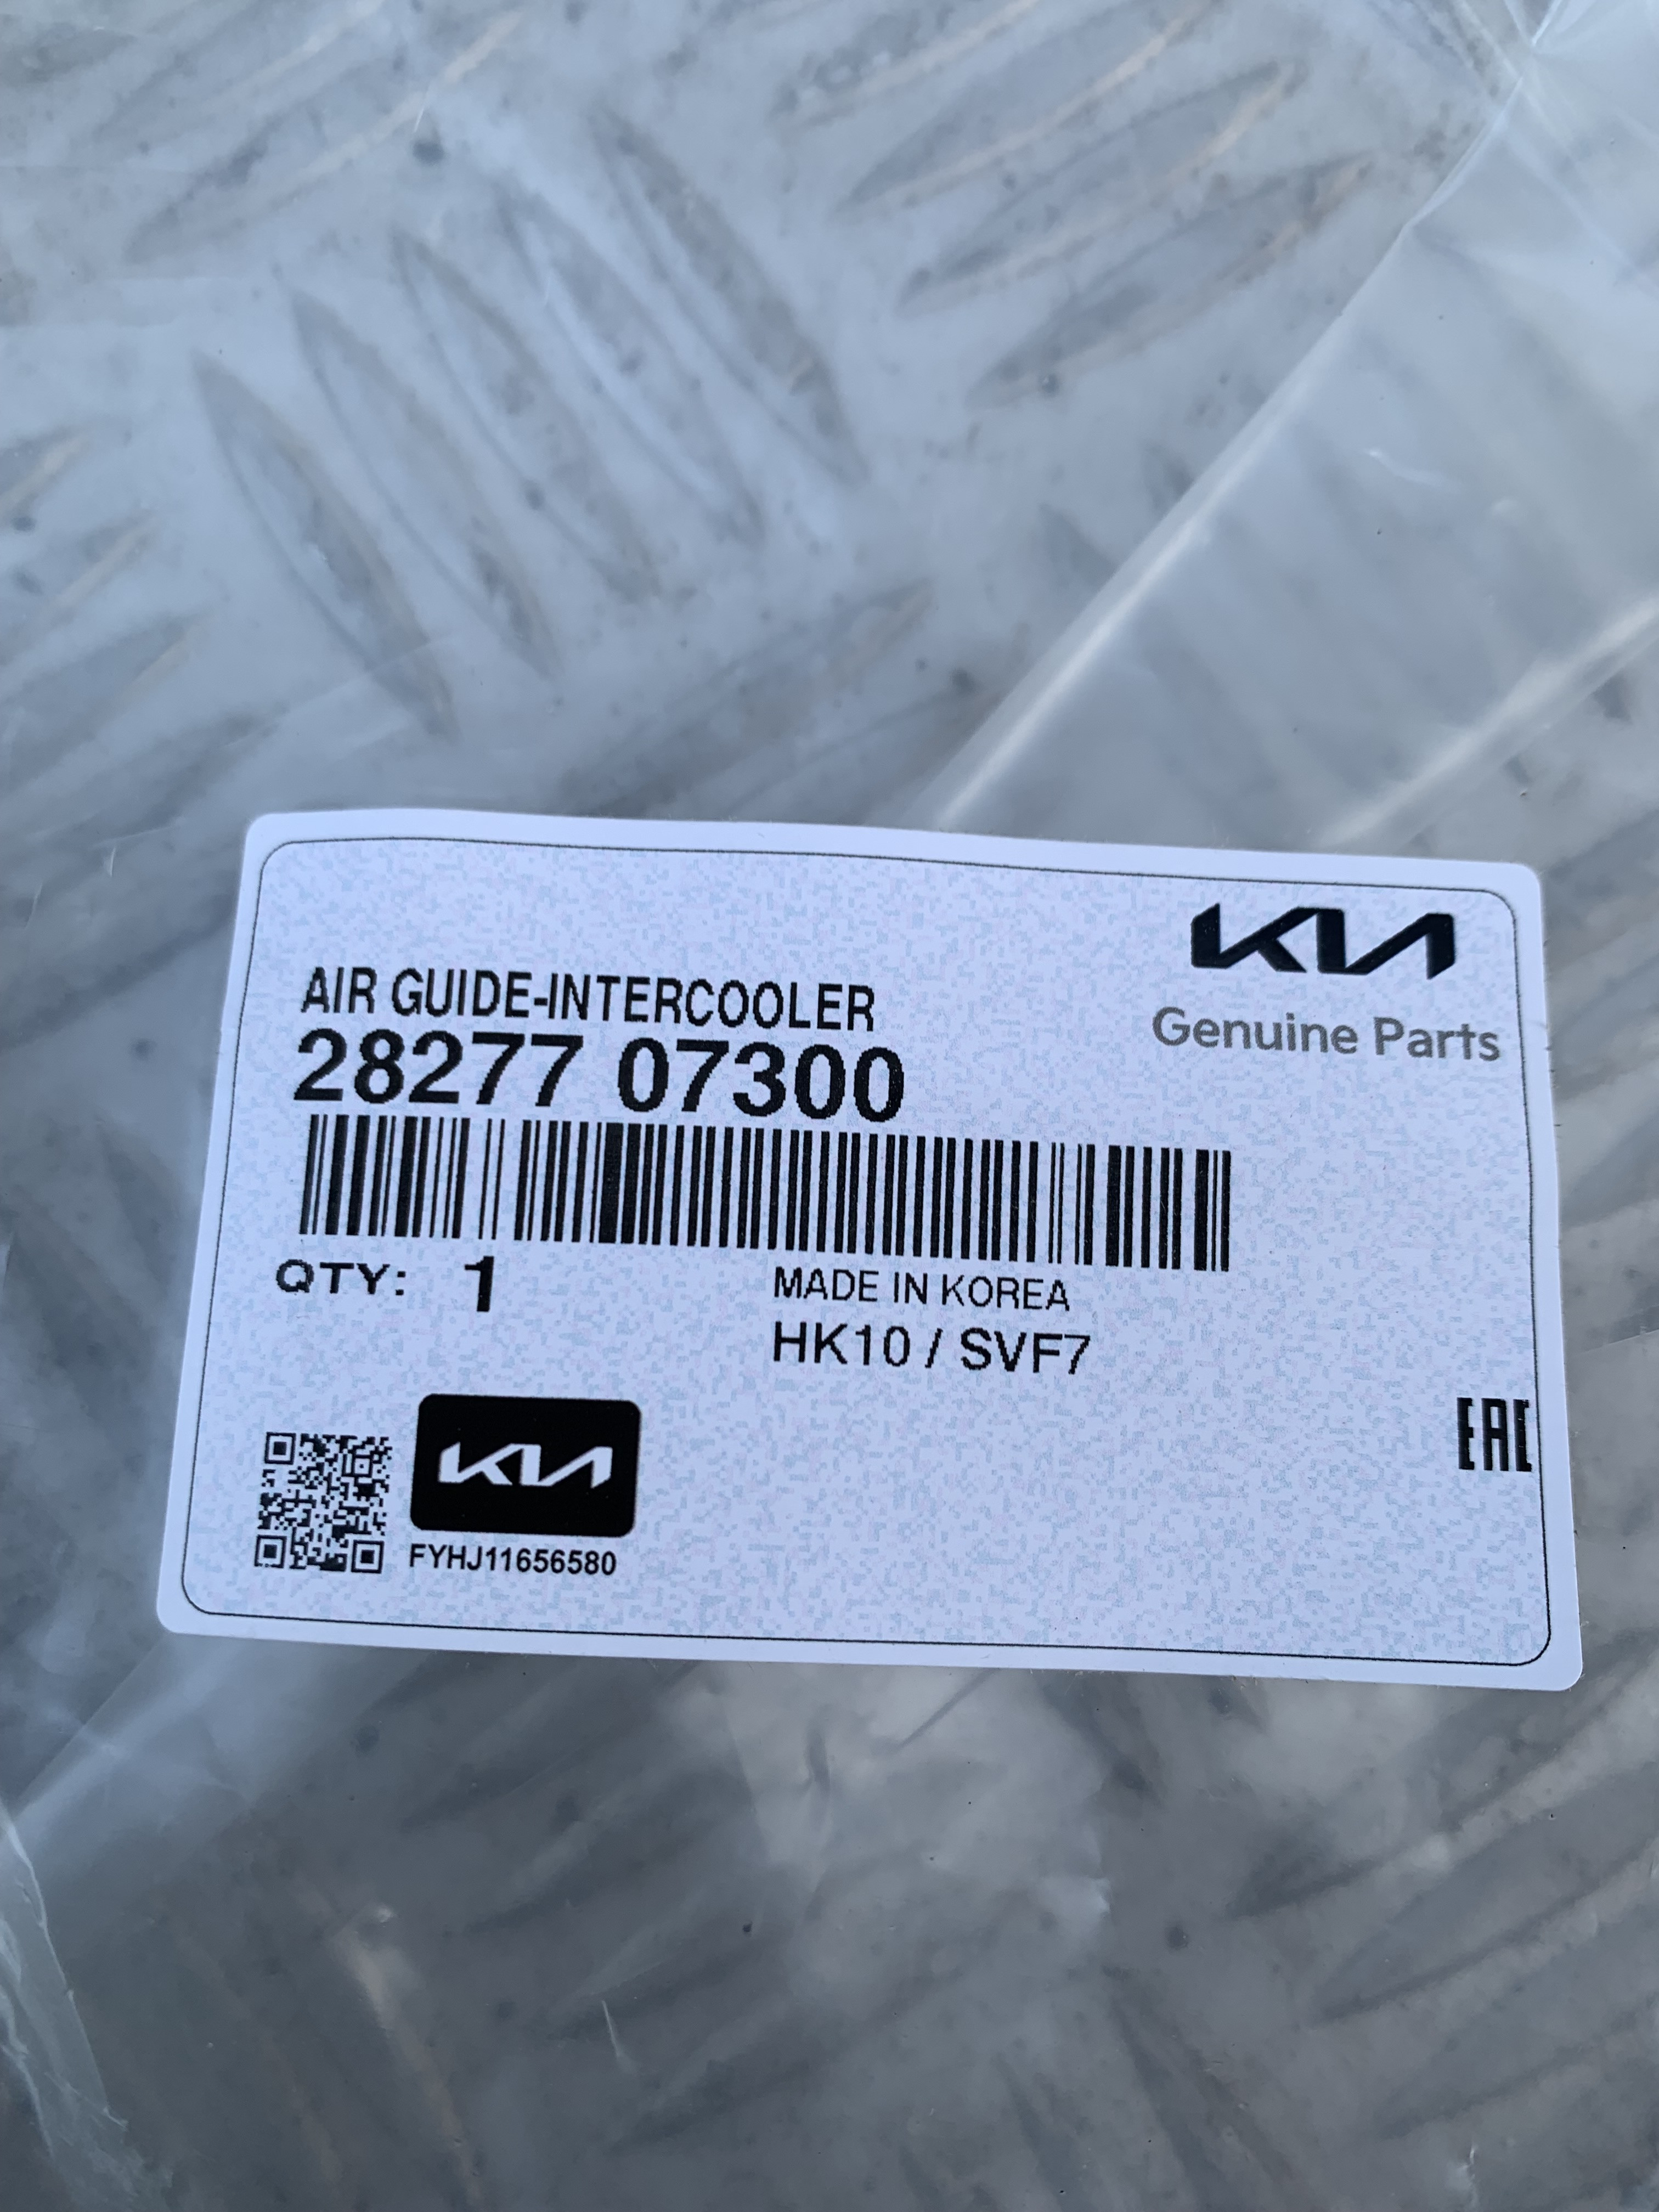 KIA
Genuine Parts
AIR GUIDE-INTERCOOLER
28277 07300
QTY: 1
MADE IN KOREA
HK10 / SVF7
EAC
KIA
FYHJ11656580